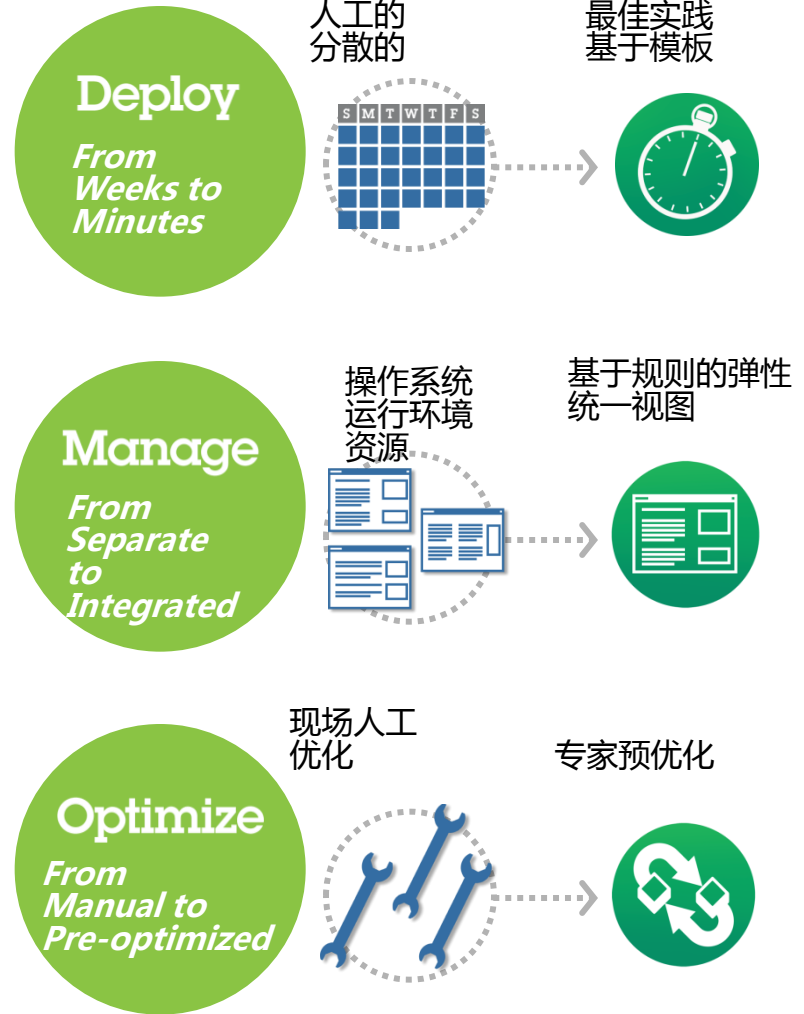 人工的
分散的
最佳实践
基于模板
Deploy
From
Weeks to
Minutes
S M T W T F S
操作系统
运行环境
资源
基于规则的弹性
统一视图
Manage
From
Separate
to
Integrated
现场人工
优化
专家预优化
Optimize
From
Manual to
Pre-optimized